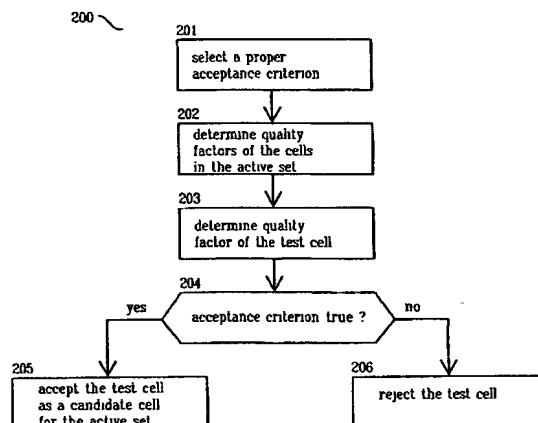 200
201
select a proper
acceptance criterion
202
determine quality
factors of the cells
in the active set
203
determine quality
factor of the test cell
204
yes
acceptance criterion true ?
no
205
accept the test cell
as a candidate cell
for the active set
206
reject the test cell